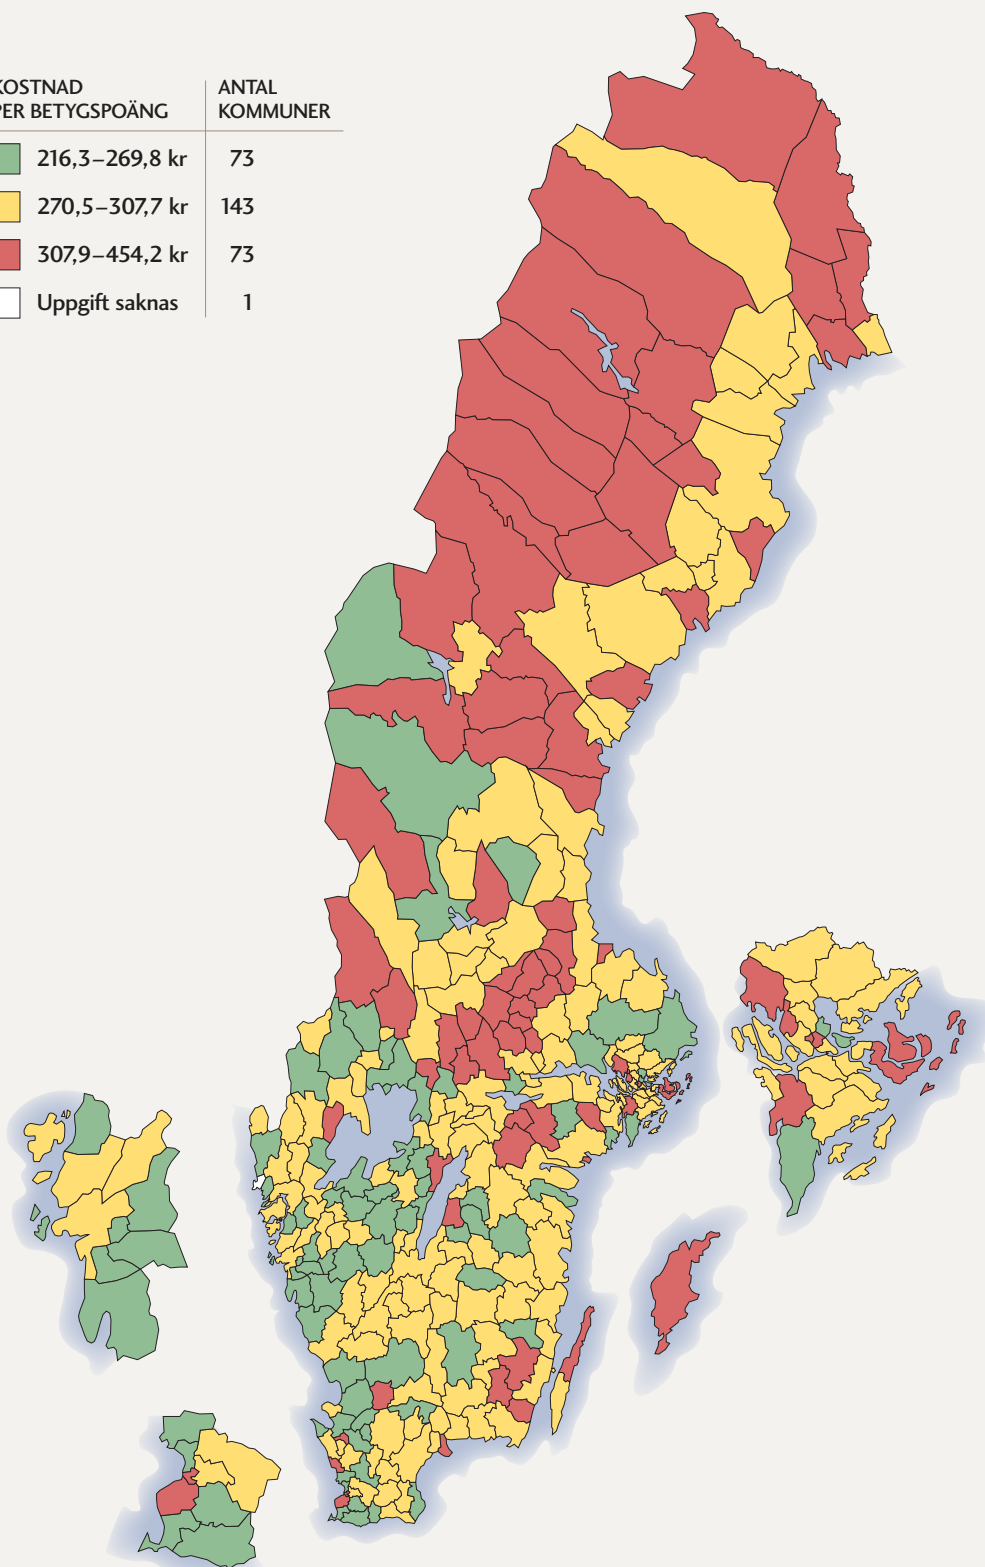 KOSTNAD
PER BETYGSPOÄNG
ANTAL
KOMMUNER
216,3–269,8 kr 73
270,5–307,7 kr 143
307,9–454,2 kr 73
Uppgift saknas 1